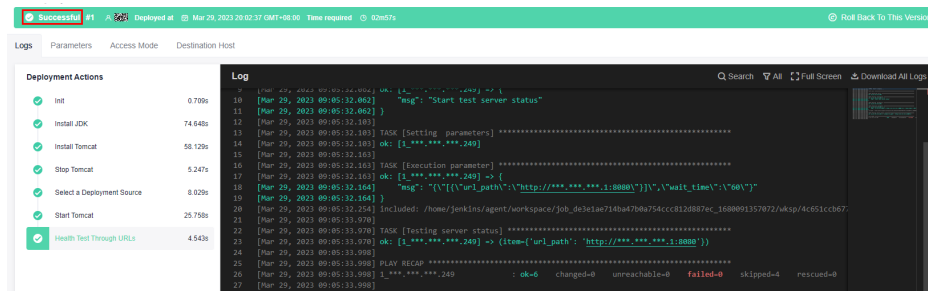 Successful #1 Deployed at Mar 29, 2023 20:02:37 GMT+08:00 Time required 02m57s Roll Back To This Version
Logs Parameters Access Mode Destination Host
Deployment Actions
Init 0.709s
Install JDK 74.648s
Install Tomcat 58.129s
Stop Tomcat 5.247s
Select a Deployment Source 8.029s
Start Tomcat 25.758s
Health Test Through URLs 4.543s
Log Search All Full Screen Download All Logs
9 [Mar 29, 2023 09:05:32.062] ok: [1_***.***.***.249] => {
10 [Mar 29, 2023 09:05:32.062] "msg": "Start test server status"
11 [Mar 29, 2023 09:05:32.062] }
12 [Mar 29, 2023 09:05:32.103]
13 [Mar 29, 2023 09:05:32.103] TASK [Setting parameters] *****************************************************
14 [Mar 29, 2023 09:05:32.103] ok: [1_***.***.***.249]
15 [Mar 29, 2023 09:05:32.163]
16 [Mar 29, 2023 09:05:32.163] TASK [Execution parameter] *****************************************************
17 [Mar 29, 2023 09:05:32.163] ok: [1_***.***.***.249] => {
18 [Mar 29, 2023 09:05:32.164] "msg": "{\"[{\"url_path\":\"http://***.***.***.1:8080\"}]\",\"wait_time\":\"60\"}"
19 [Mar 29, 2023 09:05:32.164] }
20 [Mar 29, 2023 09:05:32.254] included: /home/jenkins/agent/workspace/job_de3e1ae714ba47b0a754ccc812d887ec_1680091357072/wksp/4c651ccb67
21 [Mar 29, 2023 09:05:33.970]
22 [Mar 29, 2023 09:05:33.970] TASK [Testing server status] *****************************************************
23 [Mar 29, 2023 09:05:33.970] ok: [1_***.***.***.249] => (item={'url_path': 'http://***.***.***.1:8080'})
24 [Mar 29, 2023 09:05:33.998]
25 [Mar 29, 2023 09:05:33.998] PLAY RECAP *********************************************************************
26 [Mar 29, 2023 09:05:33.998] 1_***.***.***.249 : ok=6 changed=0 unreachable=0 failed=0 skipped=4 rescued=0
27 [Mar 29, 2023 09:05:33.998]